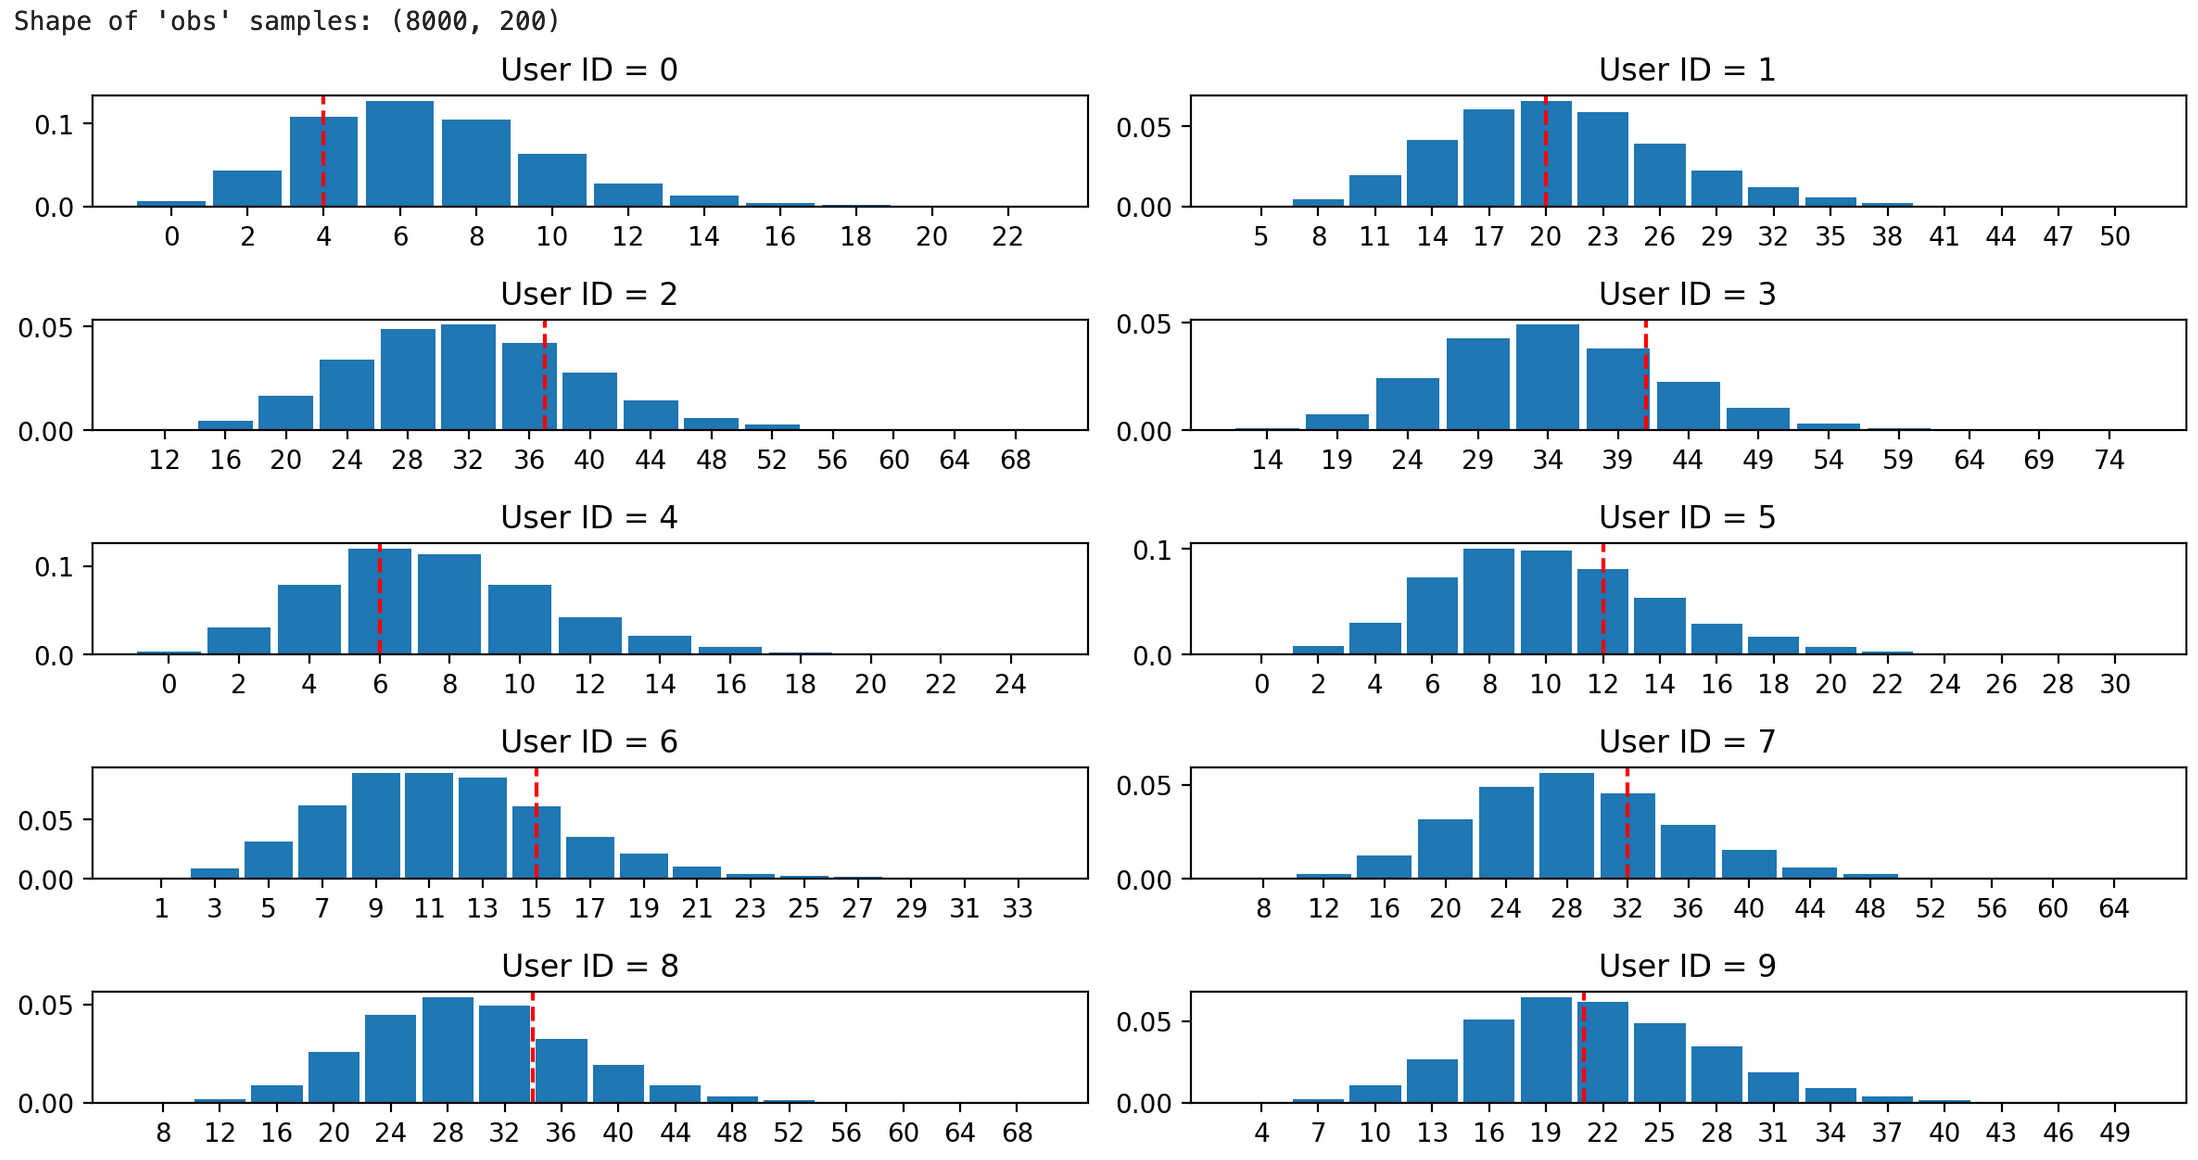 Shape of 'obs' samples: (8000, 200)
User ID = 0
0.1
0.0
0 2 4 6 8 10 12 14 16 18 20 22
User ID = 1
0.05
0.00
5 8 11 14 17 20 23 26 29 32 35 38 41 44 47 50
User ID = 2
0.05
0.00
12 16 20 24 28 32 36 40 44 48 52 56 60 64 68
User ID = 3
0.05
0.00
14 19 24 29 34 39 44 49 54 59 64 69 74
User ID = 4
0.1
0.0
0 2 4 6 8 10 12 14 16 18 20 22 24
User ID = 5
0.1
0.0
0 2 4 6 8 10 12 14 16 18 20 22 24 26 28 30
User ID = 6
0.05
0.00
1 3 5 7 9 11 13 15 17 19 21 23 25 27 29 31 33
User ID = 7
0.05
0.00
8 12 16 20 24 28 32 36 40 44 48 52 56 60 64
User ID = 8
0.05
0.00
8 12 16 20 24 28 32 36 40 44 48 52 56 60 64 68
User ID = 9
0.05
0.00
4 7 10 13 16 19 22 25 28 31 34 37 40 43 46 49